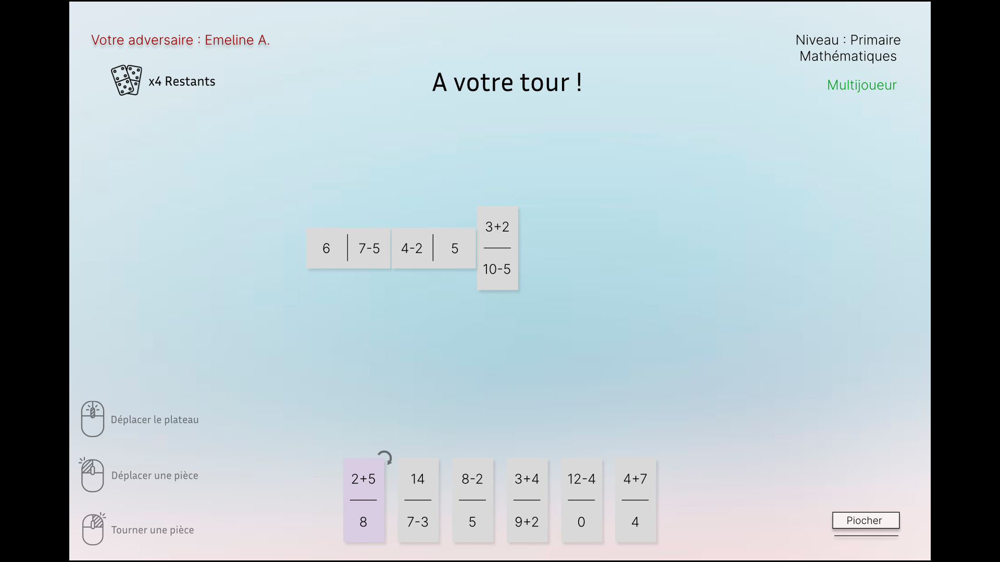 Votre adversaire : Emeline A.
x4 Restants
A votre tour !
Niveau : Primaire
Mathématiques
Multijoueur
6 7-5 4-2 5
3+2
10-5
Déplacer le plateau
Déplacer une pièce
Tourner une pièce
2+5 14 8-2 3+4 12-4 4+7
8 7-3 5 9+2 0 4
Piocher